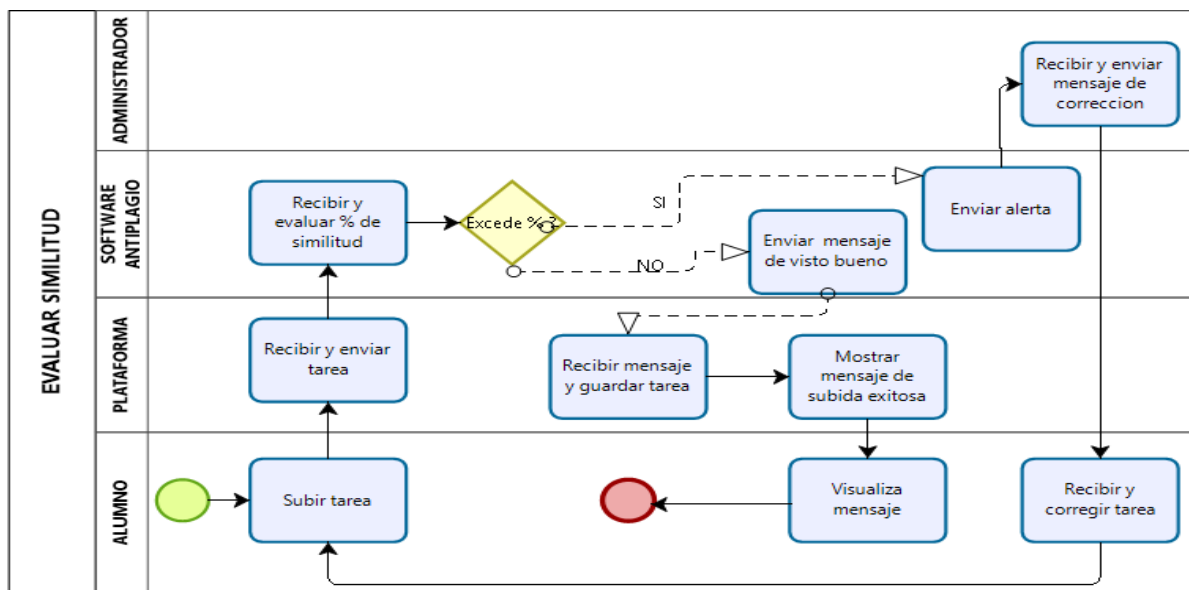 EVALUAR SIMILITUD
ADMINISTRADOR
Recibir y enviar
mensaje de
correccion
SOFTWARE
ANTIPLAGIO
Recibir y
evaluar % de
similitud
Excede %?
SI
NO
Enviar mensaje
de visto bueno
Enviar alerta
PLATAFORMA
Recibir y enviar
tarea
Recibir mensaje
y guardar tarea
Mostrar
mensaje de
subida exitosa
ALUMNO
Subir tarea
Visualiza
mensaje
Recibir y
corregir tarea